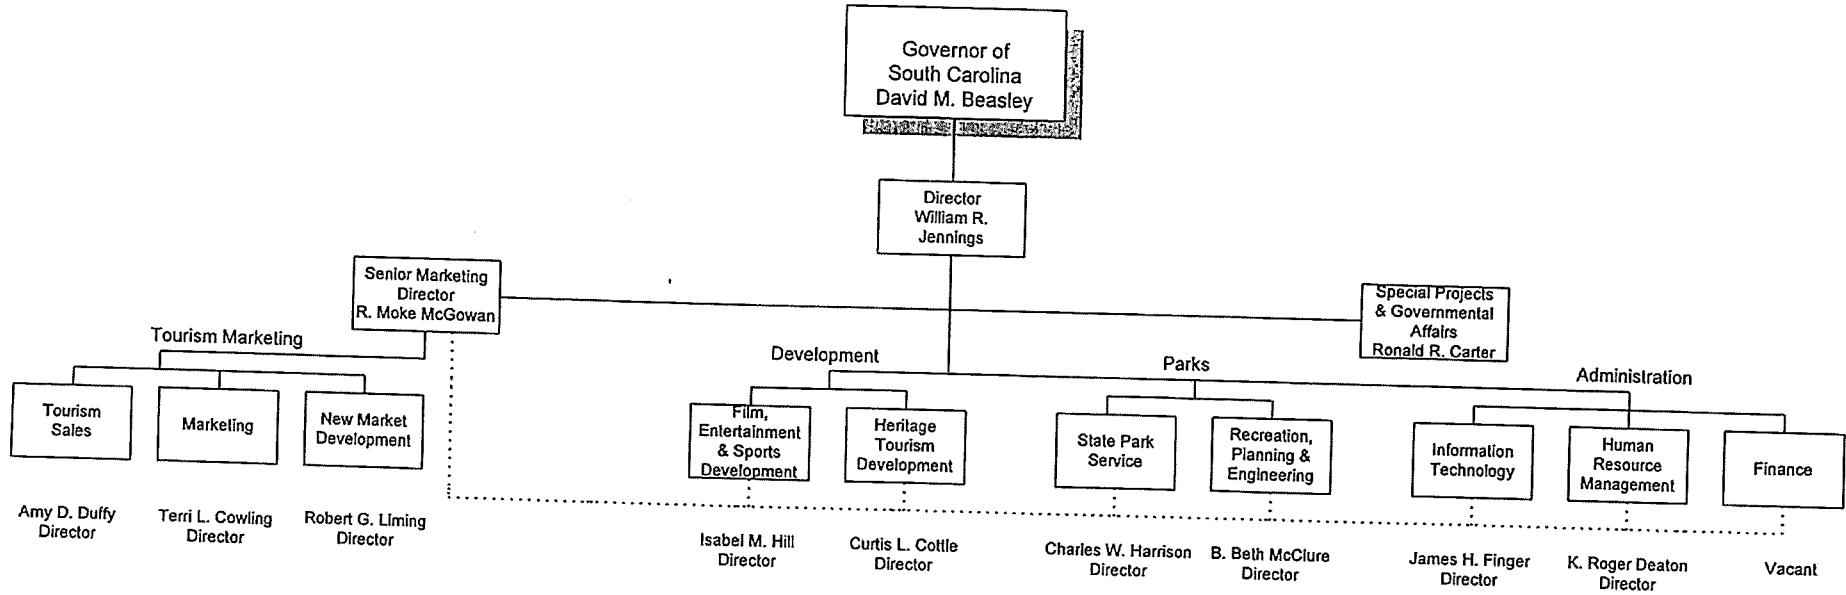 Governor of
South Carolina
David M. Beasley
Director
William R.
Jennings
Senior Marketing
Director
R. Moke McGowan
Special Projects
& Governmental
Affairs
Ronald R. Carter
Tourism Marketing
Development
Parks
Administration
Tourism
Sales
Marketing
New Market
Development
Film,
Entertainment
& Sports
Development
Heritage
Tourism
Development
State Park
Service
Recreation,
Planning &
Engineering
Information
Technology
Human
Resource
Management
Finance
Amy D. Duffy
Director
Terri L. Cowling
Director
Robert G. Liming
Director
Isabel M. Hill
Director
Curtis L. Cottle
Director
Charles W. Harrison
Director
B. Beth McClure
Director
James H. Finger
Director
K. Roger Deaton
Director
Vacant